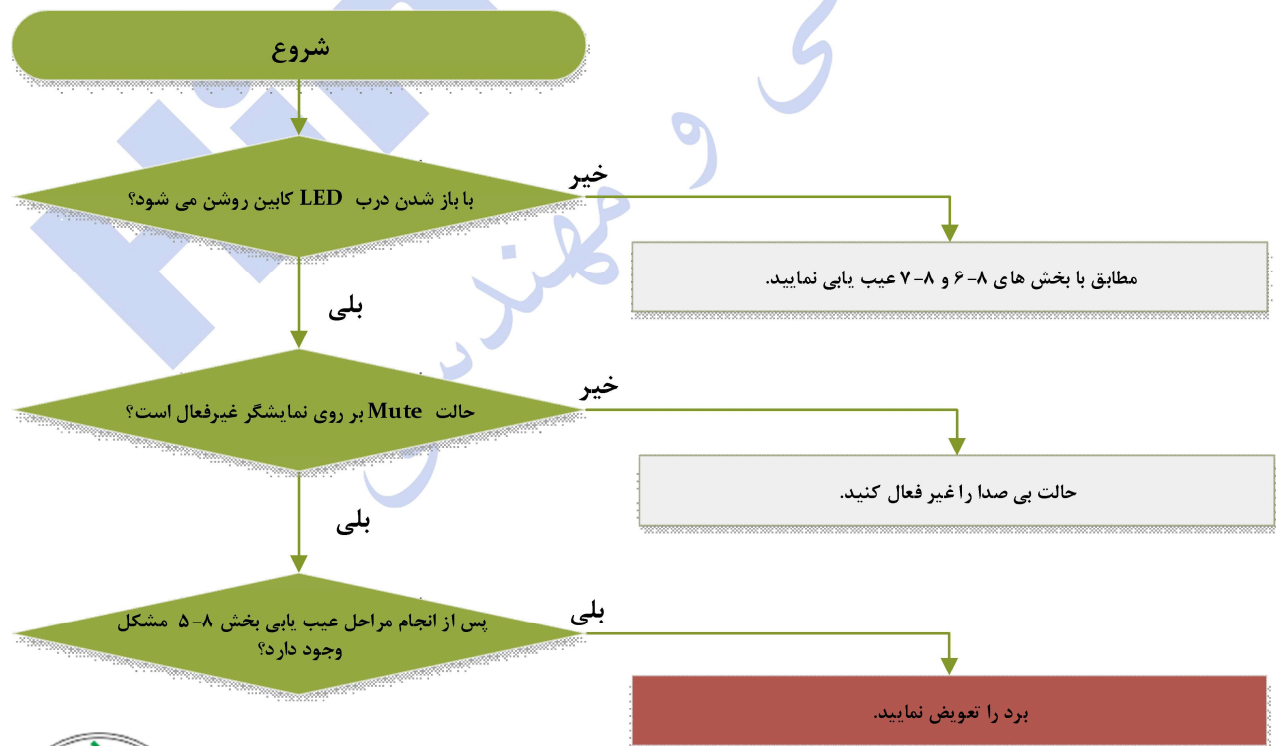 شروع
با باز شدن درب LED کابین روشن می شود؟
خیر
مطابق با بخش های ۸-۶ و ۸-۷ عیب یابی نمایید.
بلی
حالت Mute بر روی نمایشگر غیرفعال است؟
خیر
حالت بی صدا را غیر فعال کنید.
بلی
پس از انجام مراحل عیب یابی بخش ۸-۵ مشکل
وجود دارد؟
بلی
برد را تعویض نمایید.